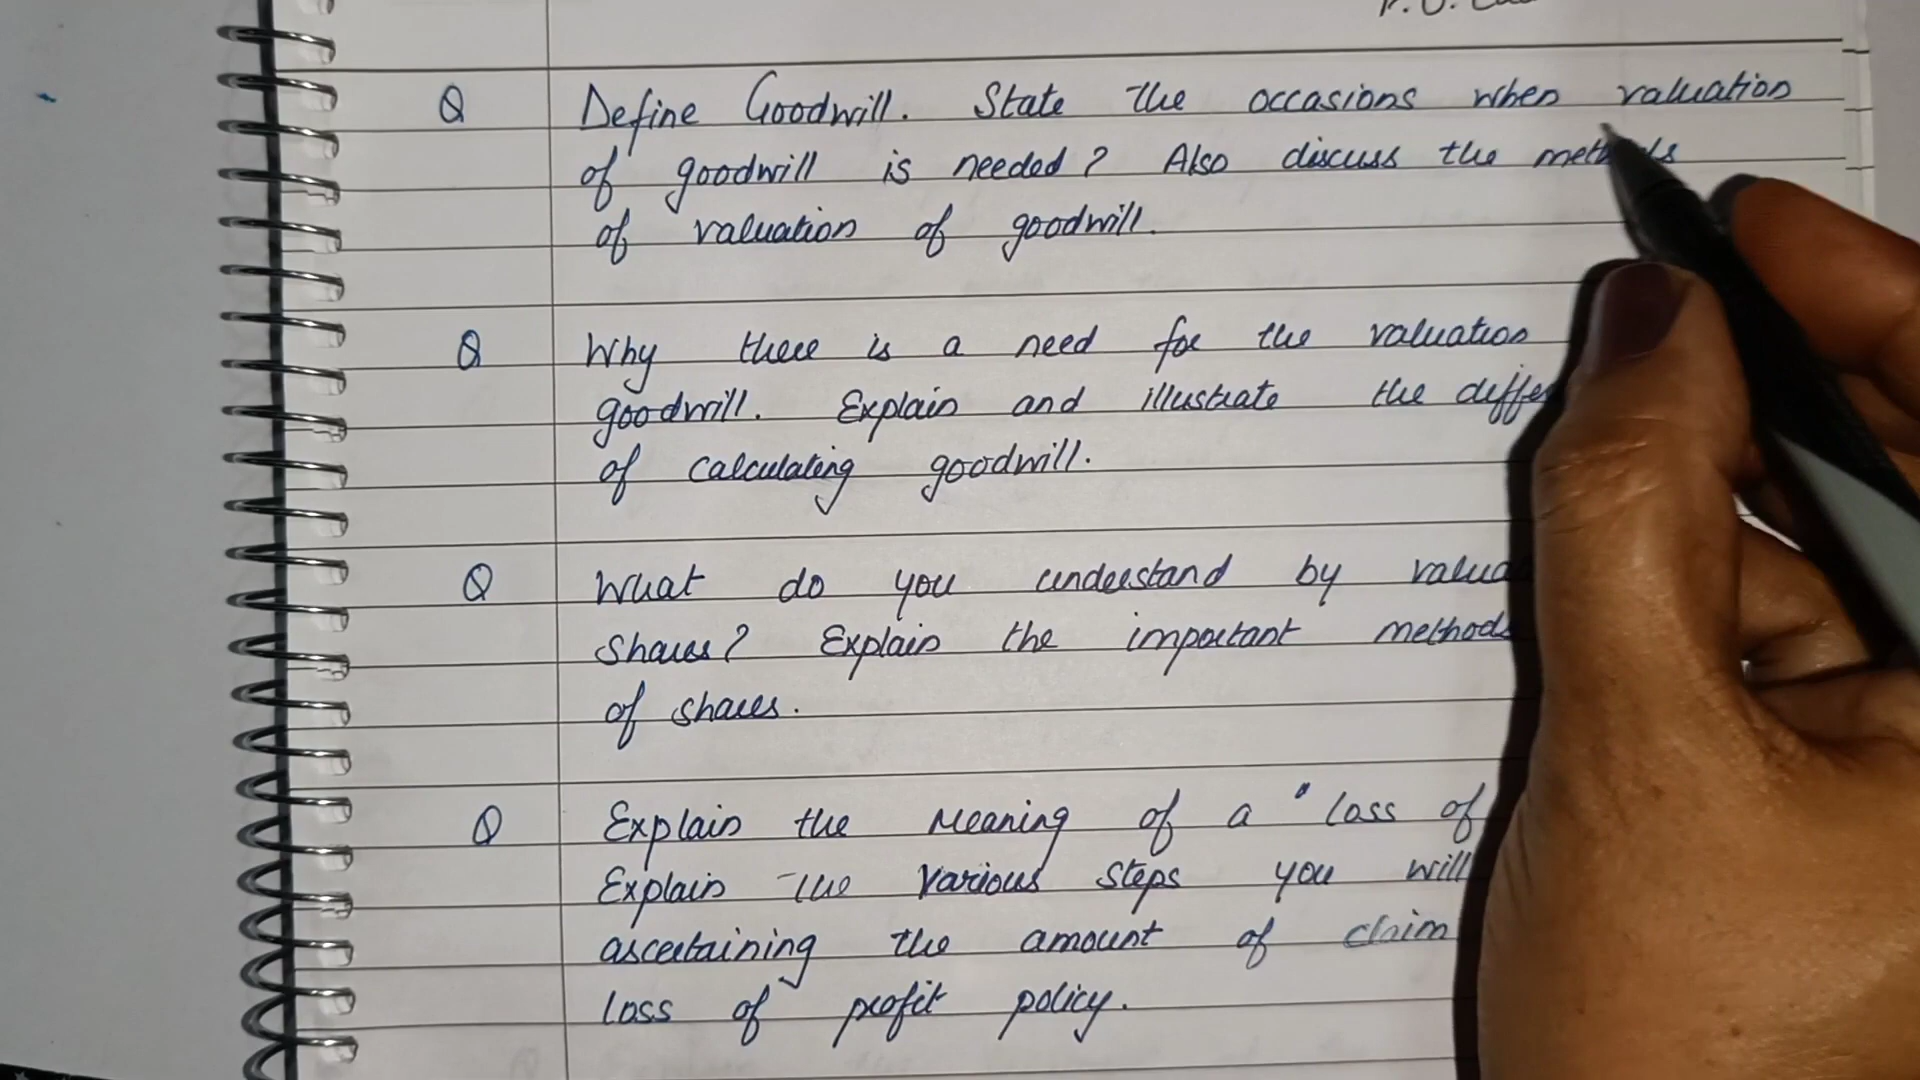 Q Define Goodwill. State the occasions when valuation
of goodwill is needed? Also discuss the methods
of valuation of goodwill.
Q Why there is a need for the valuation
goodwill. Explain and illustrate the
of calculating goodwill.
Q What do you understand by
shares? Explain the important methods
of shares.
Q Explain the meaning of a "loss of
Explain the various steps you will
ascertaining the amount of claim
loss of profit policy.